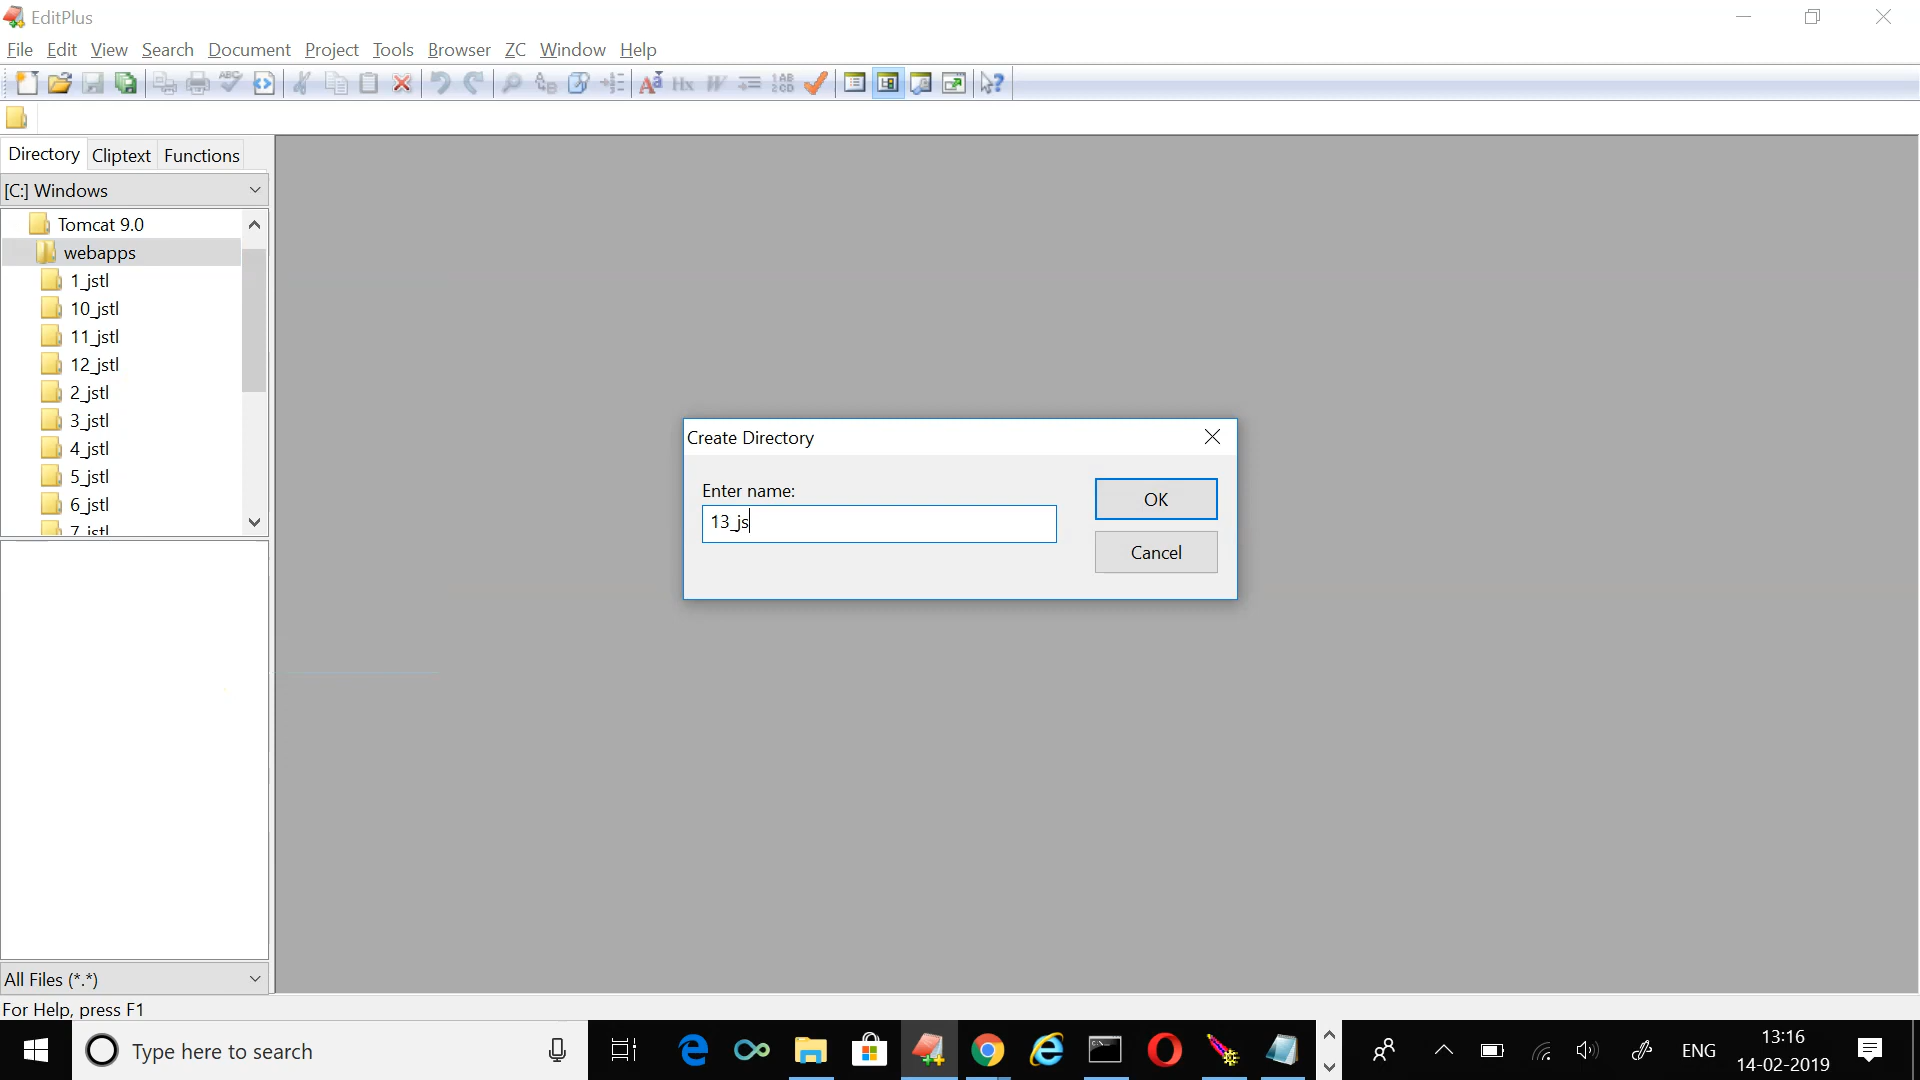 EditPlus
File Edit View Search Document Project Tools Browser ZC Window Help
Directory Cliptext Functions
[C:] Windows
Tomcat 9.0
webapps
1_jstl
10_jstl
11_jstl
12_jstl
2_jstl
3_jstl
4_jstl
5_jstl
6_jstl
7_jstl
Create Directory
Enter name:
13_js
OK
Cancel
All Files (*.*)
For Help, press F1
Type here to search
ENG
13:16
14-02-2019